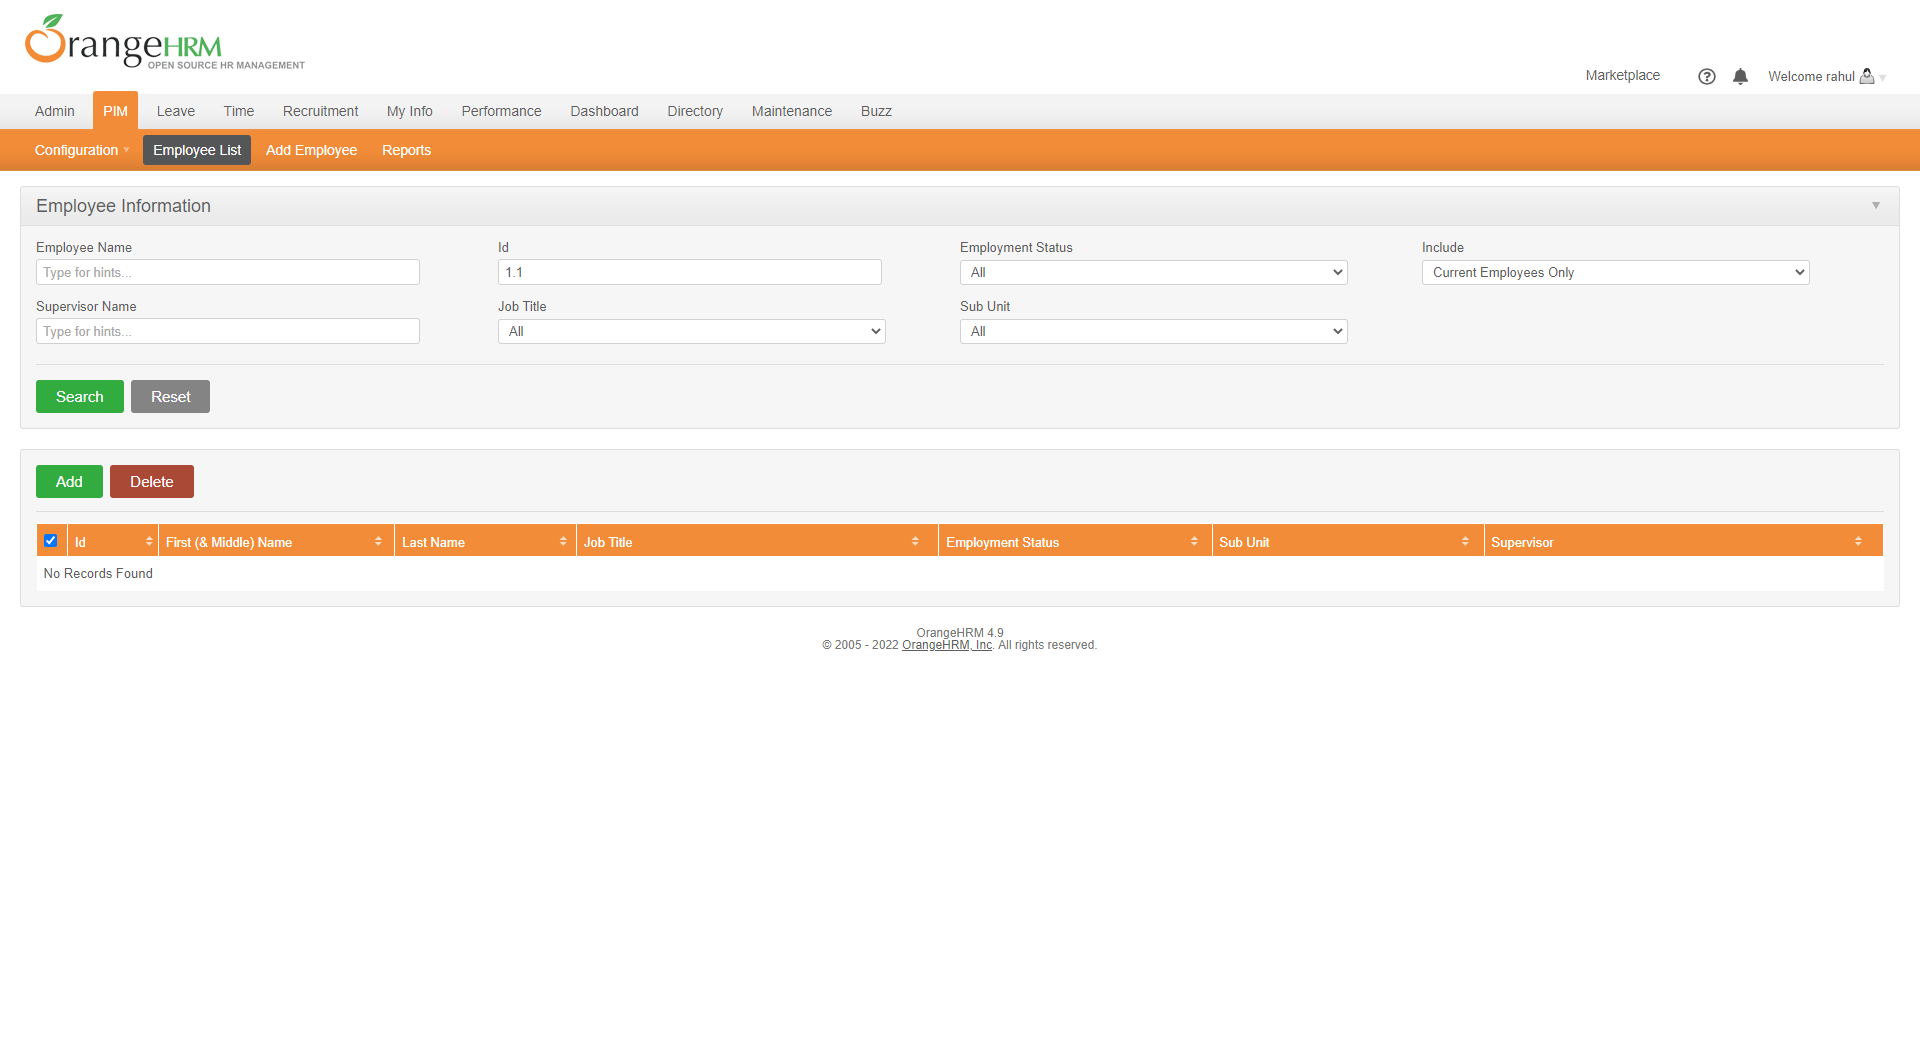 OrangeHRM
OPEN SOURCE HR MANAGEMENT
Marketplace
Welcome rahul
Admin PIM Leave Time Recruitment My Info Performance Dashboard Directory Maintenance Buzz
Configuration Employee List Add Employee Reports
Employee Information
Employee Name Id Employment Status Include
Type for hints... 1.1 All Current Employees Only
Supervisor Name Job Title Sub Unit
Type for hints... All All
Search Reset
Add Delete
Id First (& Middle) Name Last Name Job Title Employment Status Sub Unit Supervisor
No Records Found
OrangeHRM 4.9
© 2005 - 2022 OrangeHRM, Inc. All rights reserved.